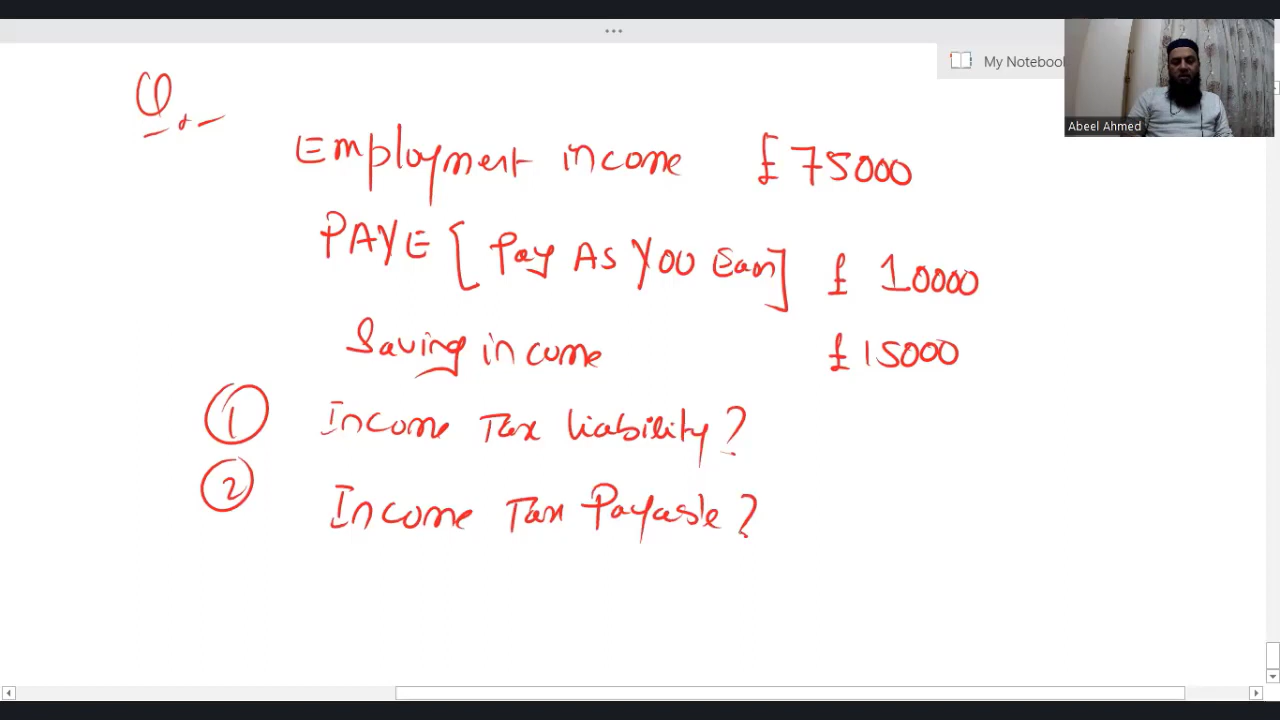 ...
My Notebook
Abeel Ahmed
Q.
Employment income £75000
PAYE [Pay AS YOU Earn] £ 10000
Saving income £15000
1 Income Tax liability?
2 Income Tax Payable?